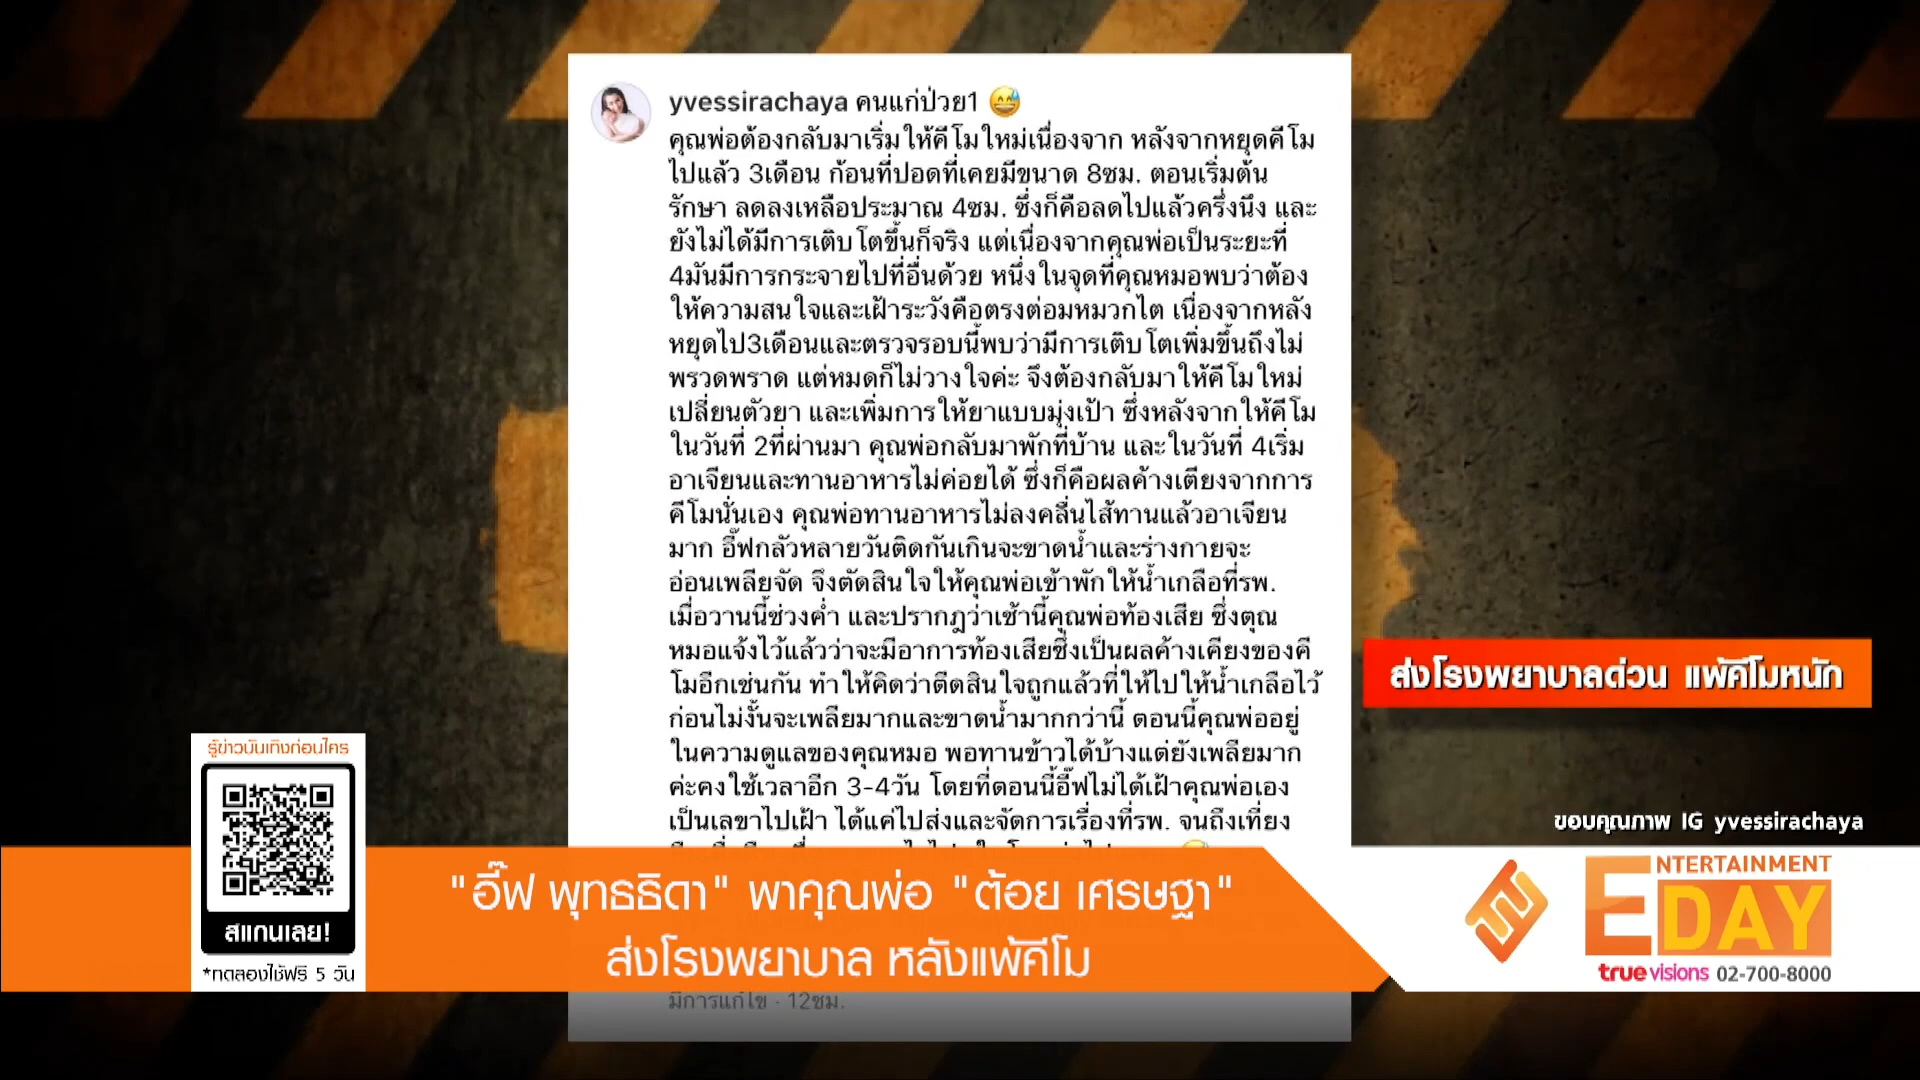 yvessirachaya คนแก่ป่วย1 😅
คุณพ่อต้องกลับมาเริ่มให้คีโมใหม่เนื่องจาก หลังจากหยุดคีโม
ไปแล้ว 3เดือน ก้อนที่ปอดที่เคยมีขนาด 8ซม. ตอนเริ่มต้น
รักษา ลดลงเหลือประมาณ 4ซม. ซึ่งก็คือลดไปแล้วครึ่งนึง และ
ยังไม่ได้มีการเติบโตขึ้นก็จริง แต่เนื่องจากคุณพ่อเป็นระยะที่
4มันมีการกระจายไปที่อื่นด้วย หนึ่งในจุดที่คุณหมอพบว่าต้อง
ให้ความสนใจและเฝ้าระวังคือตรงต่อมหมวกไต เนื่องจากหลัง
หยุดไป3เดือนและตรวจรอบนี้พบว่ามีการเติบโตเพิ่มขึ้นถึงไม่
พรวดพราด แต่หมดก็ไม่วางใจค่ะ จึงต้องกลับมาให้คีโมใหม่
เปลี่ยนตัวยา และเพิ่มการให้ยาแบบมุ่งเป้า ซึ่งหลังจากให้คีโม
ในวันที่ 2ที่ผ่านมา คุณพ่อกลับมาพักที่บ้าน และในวันที่ 4เริ่ม
อาเจียนและทานอาหารไม่ค่อยได้ ซึ่งก็คือผลค้างเตียงจากการ
คีโมนั่นเอง คุณพ่อทานอาหารไม่ลงคลื่นไส้ทานแล้วอาเจียน
มาก อี๊ฟกลัวหลายวันติดกันเกินจะขาดน้ำและร่างกายจะ
อ่อนเพลียจัด จึงตัดสินใจให้คุณพ่อเข้าพักให้น้ำเกลือที่รพ.
เมื่อวานนี้ช่วงค่ำ และปรากฎว่าเช้านี้คุณพ่อท้องเสีย ซึ่งตุณ
หมอแจ้งไว้แล้วว่าจะมีอาการท้องเสียซึ่งเป็นผลค้างเคียงของคี
โมอีกเช่นกัน ทำให้คิดว่าตีตสินใจถูกแล้วที่ให้ไปให้น้ำเกลือไว้
ก่อนไม่งั้นจะเพลียมากและขาดน้ำมากกว่านี้ ตอนนี้คุณพ่ออยู่
ในความดูแลของคุณหมอ พอทานข้าวได้บ้างแต่ยังเพลียมาก
ค่ะคงใช้เวลาอีก 3-4วัน โดยที่ตอนนี้อี๊ฟไม่ได้เฝ้าคุณพ่อเอง
เป็นเลขาไปเฝ้า ได้แค่ไปส่งและจัดการเรื่องที่รพ. จนถึงเที่ยง
มีการแก้ไข · 12ชม.
ส่งโรงพยาบาลด่วน แพ้คีโมหนัก
ขอบคุณภาพ IG yvessirachaya
รู้ข่าวบันเทิงก่อนใคร
สแกนเลย!
*ทดลองใช้ฟรี 5 วัน
"อี๊ฟ พุทธธิดา" พาคุณพ่อ "ต้อย เศรษฐา"
ส่งโรงพยาบาล หลังแพ้คีโม
ENTERTAINMENT
DAY
truevisions 02-700-8000